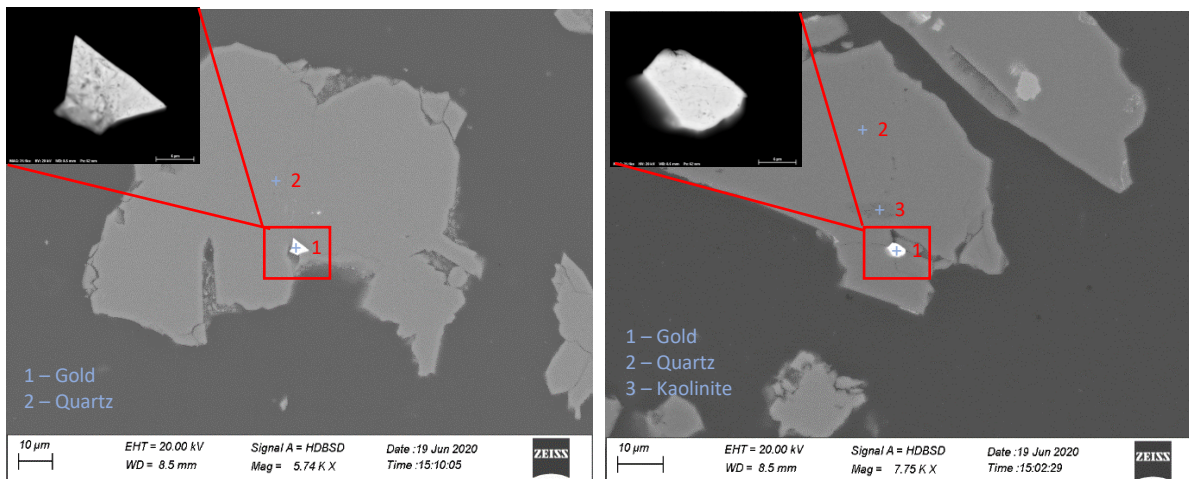 2
1
1 – Gold
2 – Quartz
10 µm
EHT = 20.00 kV
Signal A = HDBSD
Date :19 Jun 2020
WD = 8.5 mm
Mag = 5.74 K X
Time :15:10:05
ZEISS
2
3
1
1 – Gold
2 – Quartz
3 – Kaolinite
10 µm
EHT = 20.00 kV
Signal A = HDBSD
Date :19 Jun 2020
WD = 8.5 mm
Mag = 7.75 K X
Time :15:02:29
ZEISS